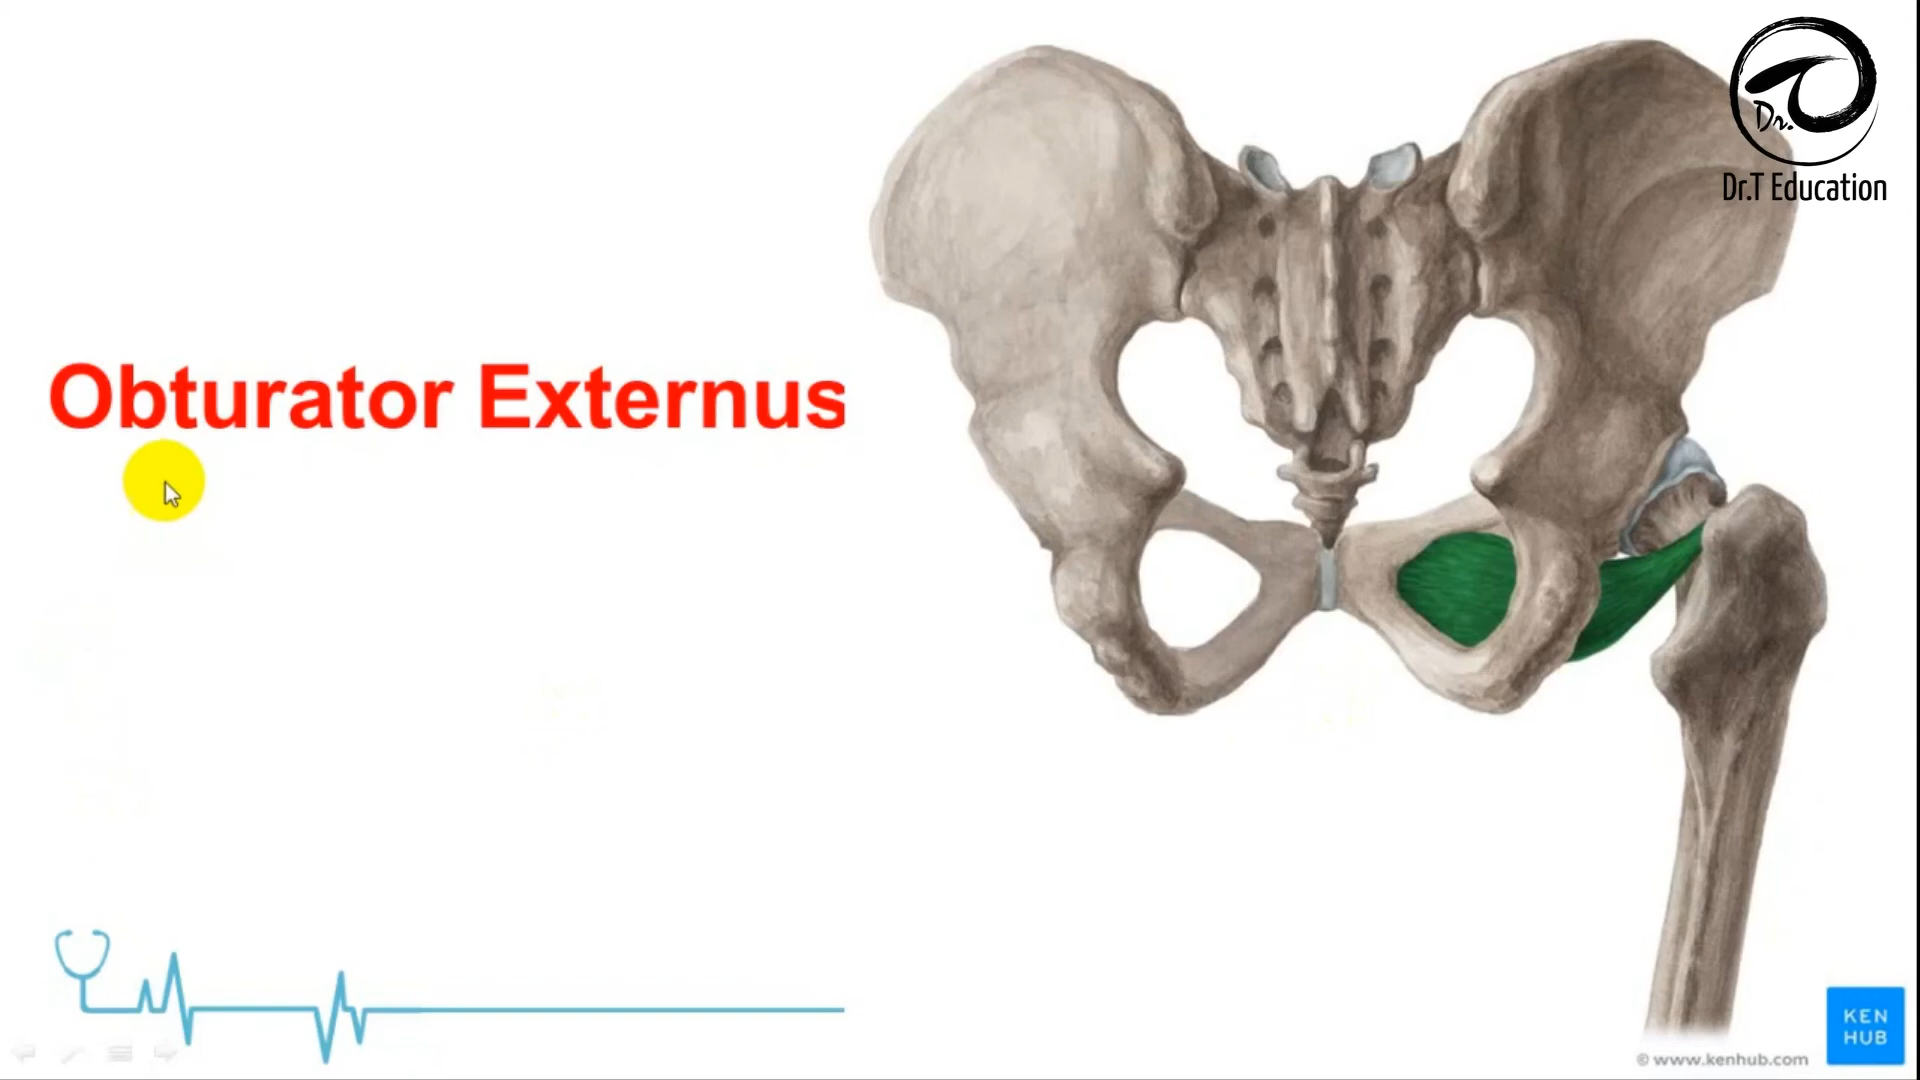 Dr.
Dr.T Education
Obturator Externus
KEN
HUB
© www.kenhub.com